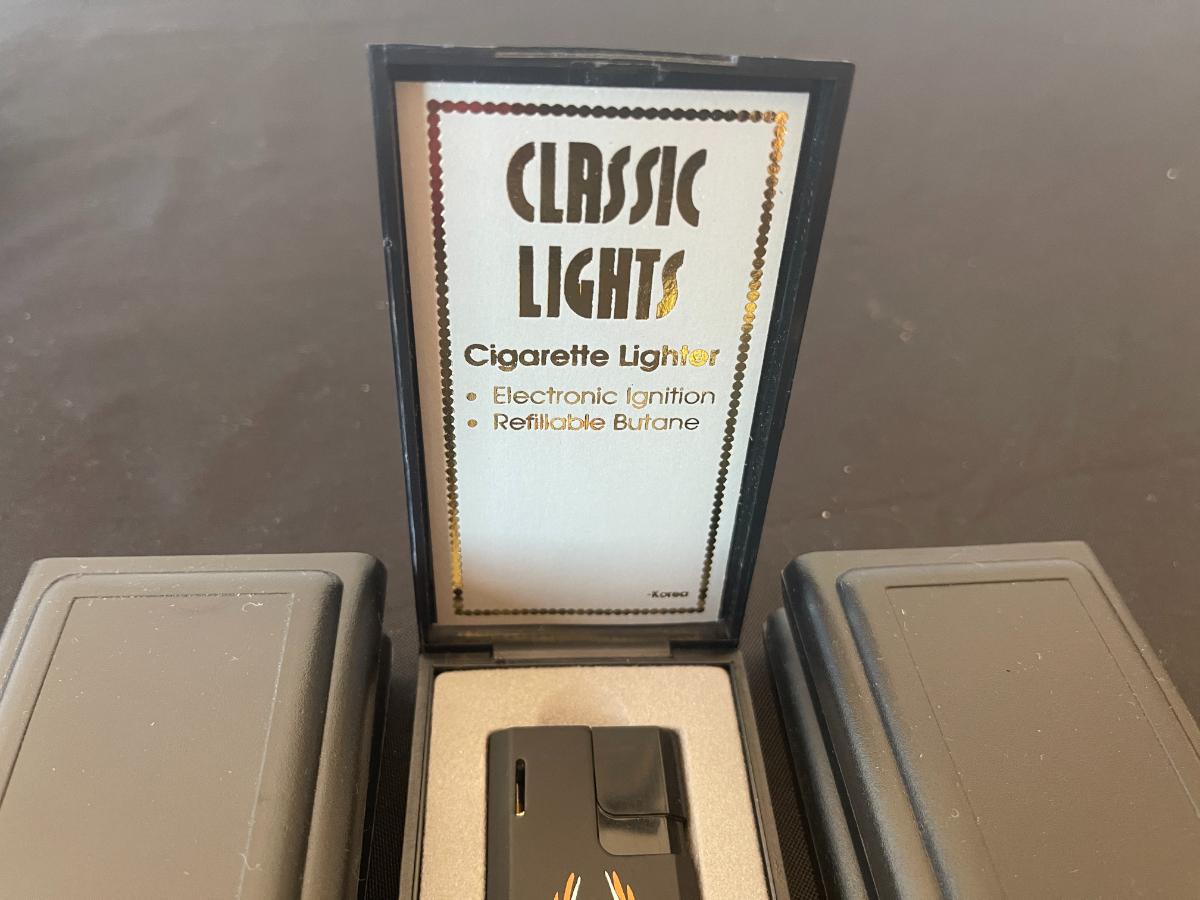 CLASSIC
LIGHTS
Cigarette Lighter
• Electronic Ignition
• Refillable Butane
-Korea